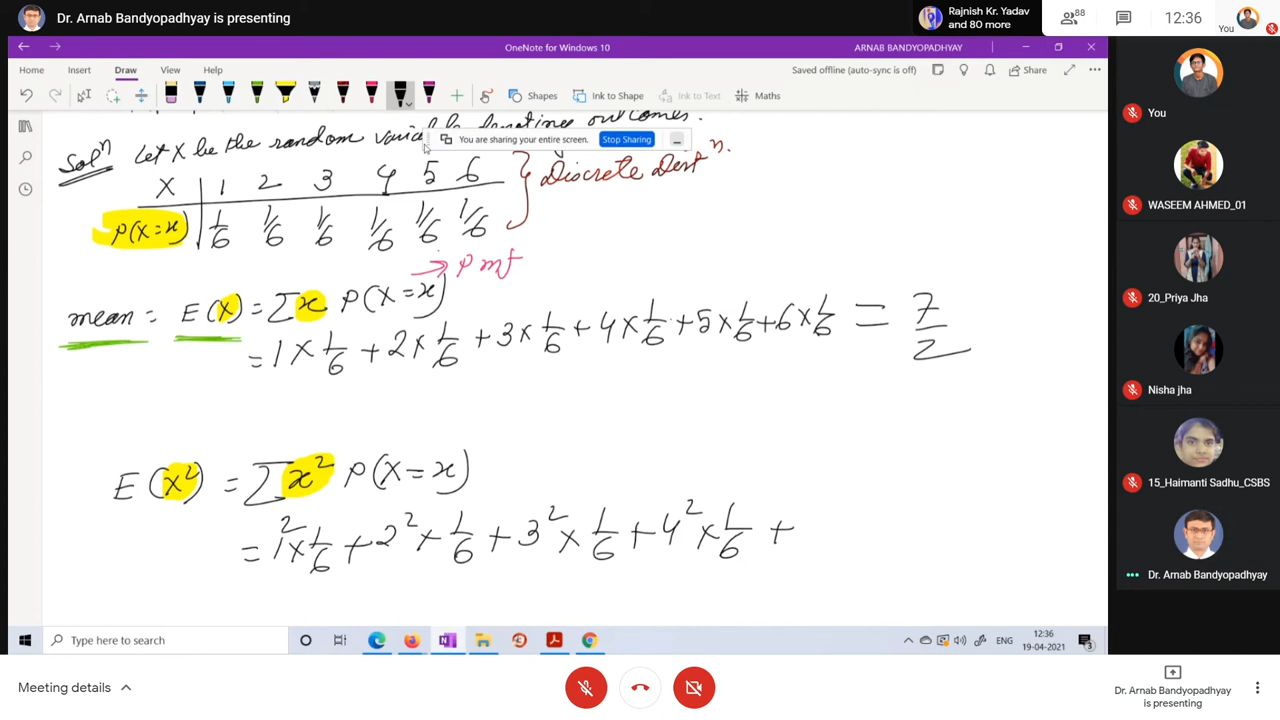 Dr. Arnab Bandyopadhyay is presenting
Rajnish Kr. Yadav
and 80 more
88
12:36
You
OneNote for Windows 10
ARNAB BANDYOPADHYAY
Home Insert Draw View Help
Saved offline (auto-sync is off)
Share
Shapes
Ink to Shape
Ink to Text
Maths
You are sharing your entire screen.
Stop Sharing
Solⁿ Let X be the random denoting outcomes.
X 1 2 3 4 5 6
P(X=x) 1/6 1/6 1/6 1/6 1/6 1/6
} Discrete Distⁿ.
→ Pmf
mean = E(X) = Σ x P(X=x)
= 1 × 1/6 + 2 × 1/6 + 3 × 1/6 + 4 × 1/6 + 5 × 1/6 + 6 × 1/6 = 7/2
E(X²) = Σ x² P(X=x)
= 1² × 1/6 + 2² × 1/6 + 3² × 1/6 + 4² × 1/6 +
You
WASEEM AHMED_01
20_Priya Jha
Nisha jha
15_Haimanti Sadhu_CSBS
Dr. Arnab Bandyopadhyay
Type here to search
ENG
12:36
19-04-2021
3
Meeting details
Dr. Arnab Bandyopadhyay
is presenting